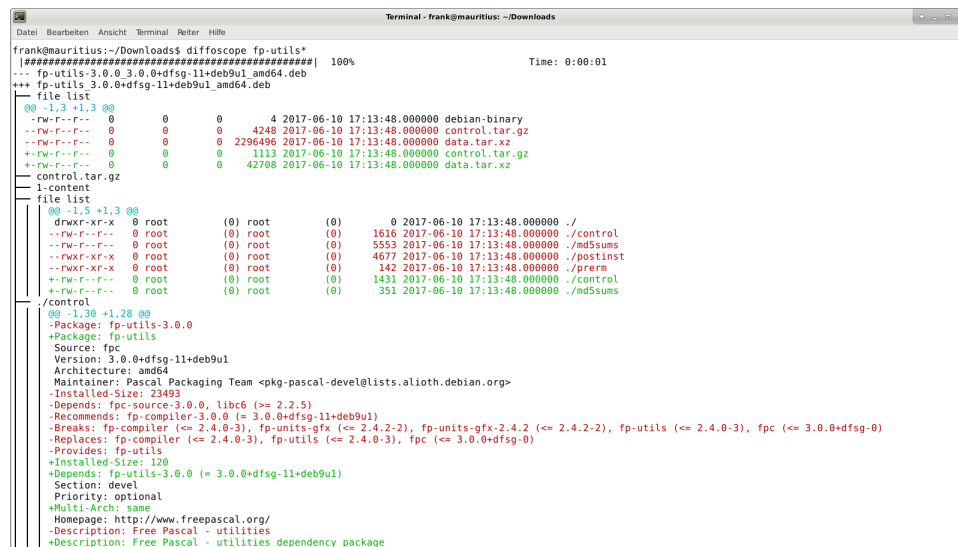 Terminal - frank@mauritius: ~/Downloads
Datei Bearbeiten Ansicht Terminal Reiter Hilfe
frank@mauritius:~/Downloads$ diffoscope fp-utils*
|################################################| 100% Time: 0:00:01
--- fp-utils-3.0.0_3.0.0+dfsg-11+deb9u1_amd64.deb
+++ fp-utils_3.0.0+dfsg-11+deb9u1_amd64.deb
file list
@@ -1,3 +1,3 @@
-rw-r--r-- 0 0 0 4 2017-06-10 17:13:48.000000 debian-binary
--rw-r--r-- 0 0 0 4248 2017-06-10 17:13:48.000000 control.tar.gz
--rw-r--r-- 0 0 0 2296496 2017-06-10 17:13:48.000000 data.tar.xz
+-rw-r--r-- 0 0 0 1113 2017-06-10 17:13:48.000000 control.tar.gz
+-rw-r--r-- 0 0 0 42708 2017-06-10 17:13:48.000000 data.tar.xz
control.tar.gz
1-content
file list
@@ -1,5 +1,3 @@
drwxr-xr-x 0 root (0) root (0) 0 2017-06-10 17:13:48.000000 ./
--rw-r--r-- 0 root (0) root (0) 1616 2017-06-10 17:13:48.000000 ./control
--rw-r--r-- 0 root (0) root (0) 5553 2017-06-10 17:13:48.000000 ./md5sums
--rwxr-xr-x 0 root (0) root (0) 4677 2017-06-10 17:13:48.000000 ./postinst
--rwxr-xr-x 0 root (0) root (0) 142 2017-06-10 17:13:48.000000 ./prerm
+-rw-r--r-- 0 root (0) root (0) 1431 2017-06-10 17:13:48.000000 ./control
+-rw-r--r-- 0 root (0) root (0) 351 2017-06-10 17:13:48.000000 ./md5sums
./control
@@ -1,30 +1,28 @@
-Package: fp-utils-3.0.0
+Package: fp-utils
Source: fpc
Version: 3.0.0+dfsg-11+deb9u1
Architecture: amd64
Maintainer: Pascal Packaging Team <pkg-pascal-devel@lists.alioth.debian.org>
-Installed-Size: 23493
-Depends: fpc-source-3.0.0, libc6 (>= 2.2.5)
-Recommends: fp-compiler-3.0.0 (= 3.0.0+dfsg-11+deb9u1)
-Breaks: fp-compiler (<= 2.4.0-3), fp-units-gfx (<= 2.4.2-2), fp-units-gfx-2.4.2 (<= 2.4.2-2), fp-utils (<= 2.4.0-3), fpc (<= 3.0.0+dfsg-0)
-Replaces: fp-compiler (<= 2.4.0-3), fp-utils (<= 2.4.0-3), fpc (<= 3.0.0+dfsg-0)
-Provides: fp-utils
+Installed-Size: 120
+Depends: fp-utils-3.0.0 (= 3.0.0+dfsg-11+deb9u1)
Section: devel
Priority: optional
+Multi-Arch: same
Homepage: http://www.freepascal.org/
-Description: Free Pascal - utilities
+Description: Free Pascal - utilities dependency package